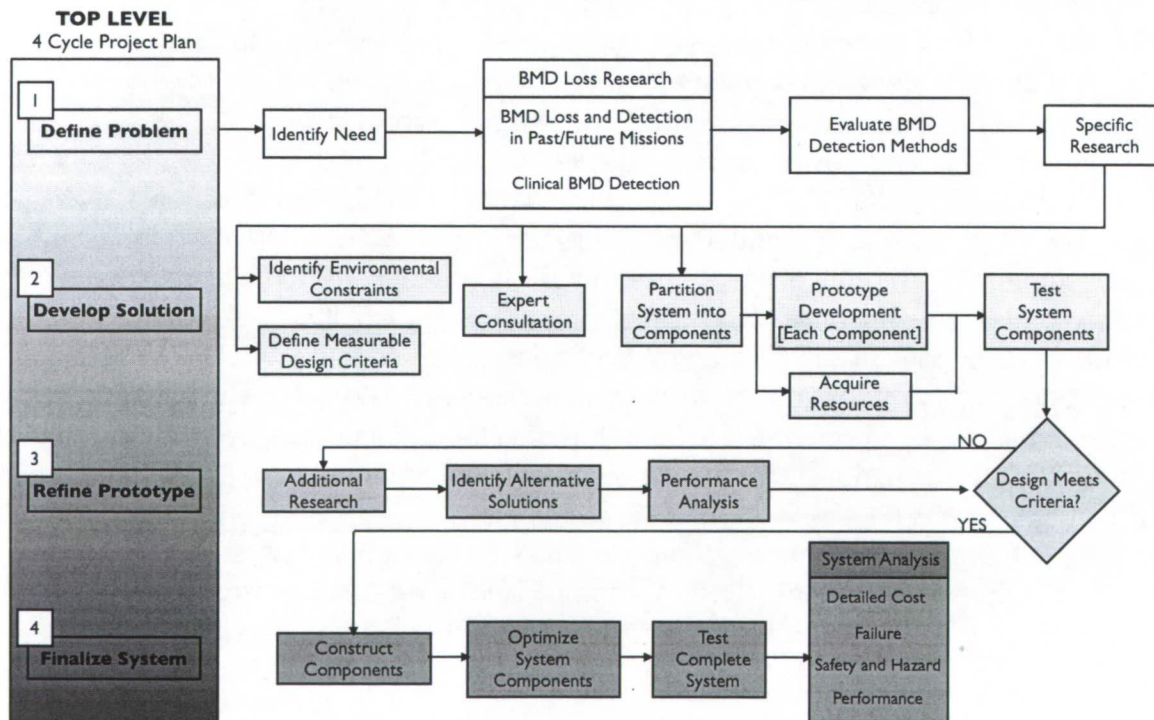 TOP LEVEL
4 Cycle Project Plan
1
Define Problem
Identify Need
BMD Loss Research
BMD Loss and Detection
in Past/Future Missions
Clinical BMD Detection
Evaluate BMD
Detection Methods
Specific
Research
2
Develop Solution
Identify Environmental
Constraints
Define Measurable
Design Criteria
Expert
Consultation
Partition
System into
Components
Prototype
Development
[Each Component]
Acquire
Resources
Test
System
Components
3
Refine Prototype
NO
Additional
Research
Identify Alternative
Solutions
Performance
Analysis
Design Meets
Criteria?
YES
4
Finalize System
Construct
Components
Optimize
System
Components
Test
Complete
System
System Analysis
Detailed Cost
Failure
Safety and Hazard
Performance